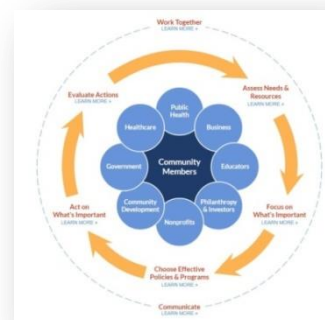 Work Together
LEARN MORE »
Assess Needs &
Resources
LEARN MORE »
Focus on
What's Important
LEARN MORE »
Choose Effective
Policies & Programs
LEARN MORE »
Act on
What's Important
LEARN MORE »
Evaluate Actions
LEARN MORE »
Communicate
LEARN MORE »
Community
Members
Public
Health
Business
Educators
Philanthropy
& Investors
Nonprofits
Community
Development
Government
Healthcare